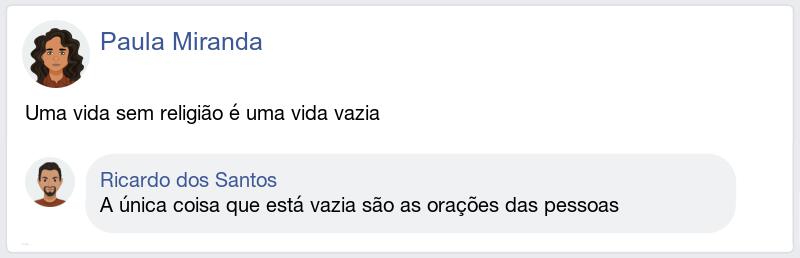 Paula Miranda
Uma vida sem religião é uma vida vazia
Ricardo dos Santos
A única coisa que está vazia são as orações das pessoas